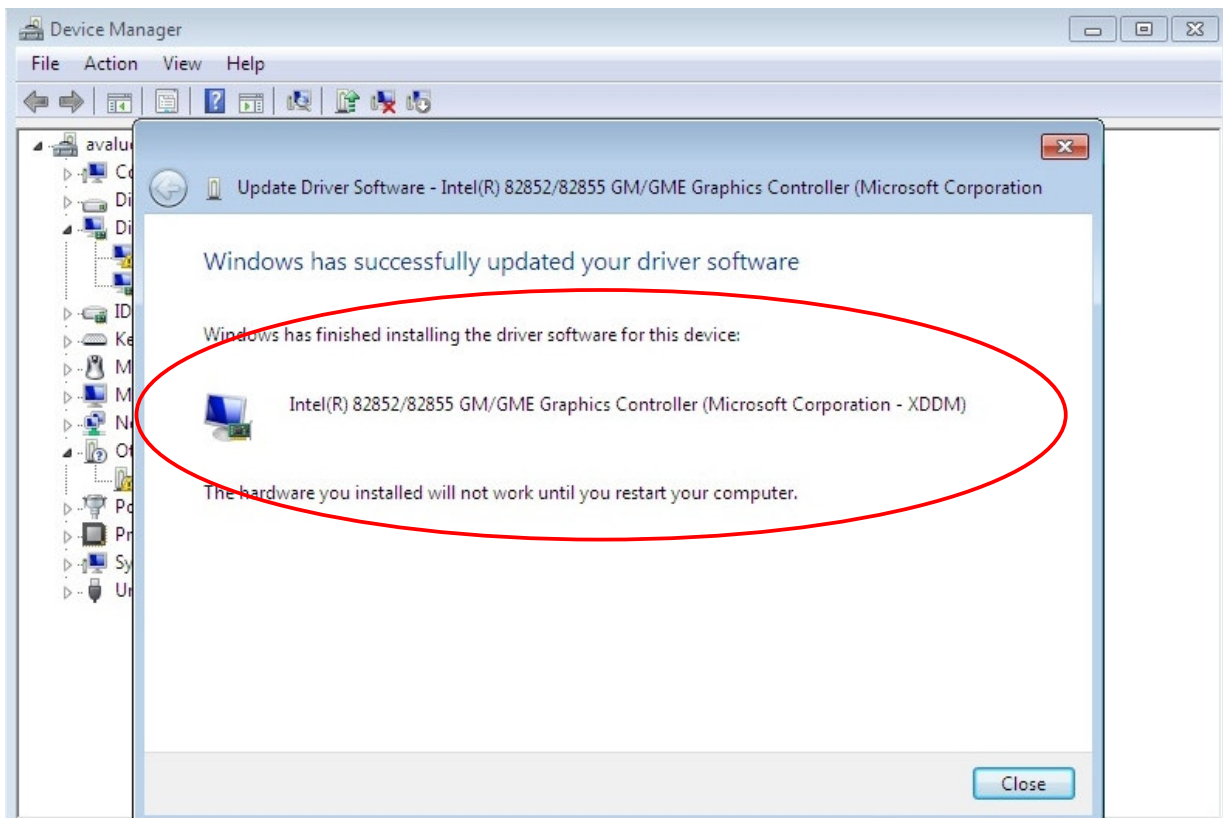 Device Manager
File Action View Help
Update Driver Software - Intel(R) 82852/82855 GM/GME Graphics Controller (Microsoft Corporation
Windows has successfully updated your driver software
Windows has finished installing the driver software for this device:
Intel(R) 82852/82855 GM/GME Graphics Controller (Microsoft Corporation - XDDM)
The hardware you installed will not work until you restart your computer.
Close